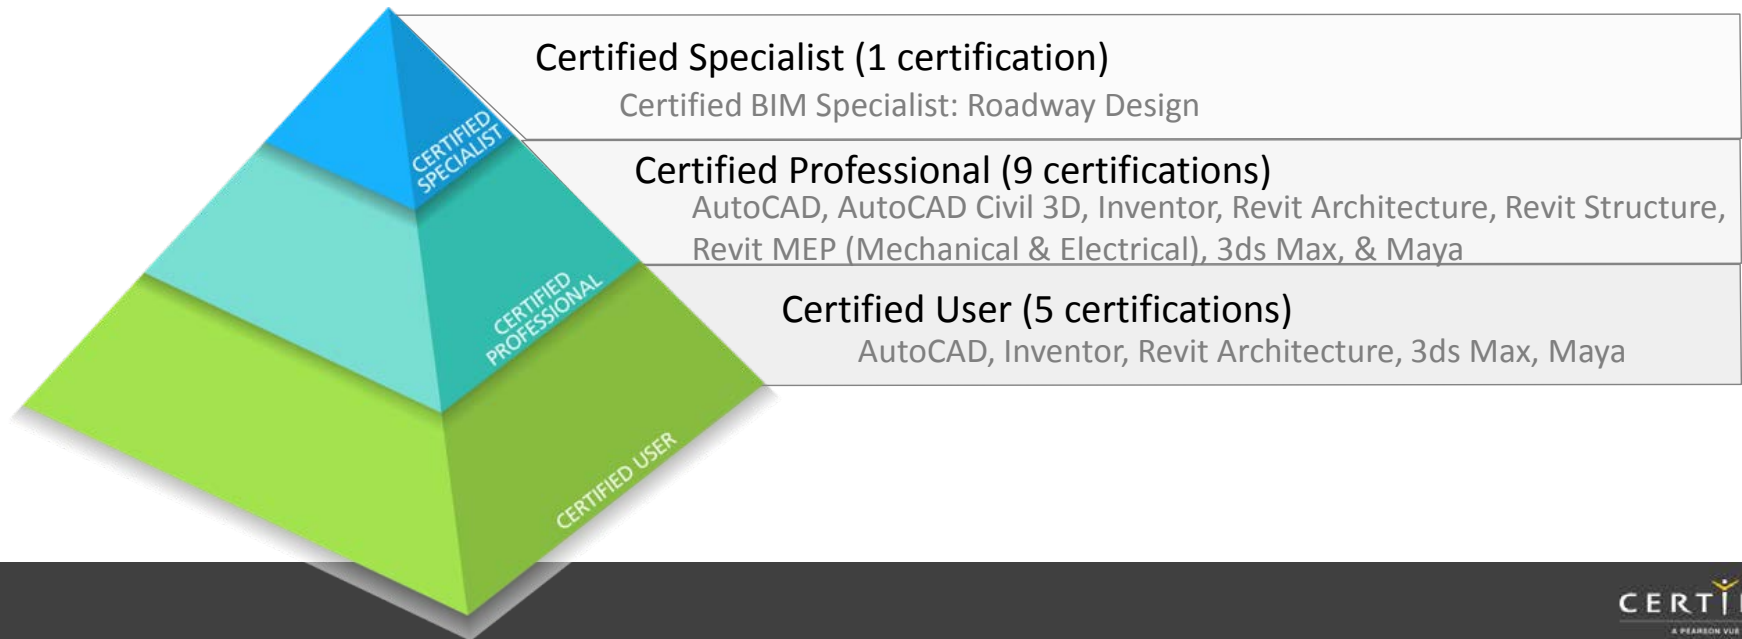 Certified Specialist (1 certification)
Certified BIM Specialist: Roadway Design
CERTIFIED
SPECIALIST
Certified Professional (9 certifications)
AutoCAD, AutoCAD Civil 3D, Inventor, Revit Architecture, Revit Structure,
Revit MEP (Mechanical & Electrical), 3ds Max, & Maya
CERTIFIED
PROFESSIONAL
Certified User (5 certifications)
AutoCAD, Inventor, Revit Architecture, 3ds Max, Maya
CERTIFIED USER
A PEARSON VUE